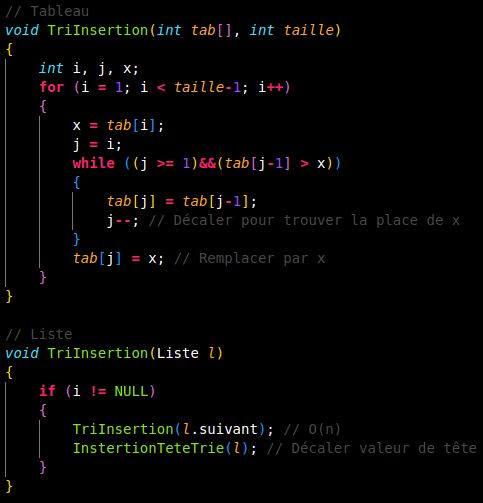 // Tableau
void TriInsertion(int tab[], int taille)
{
    int i, j, x;
    for (i = 1; i < taille-1; i++)
    {
        x = tab[i];
        j = i;
        while ((j >= 1)&&(tab[j-1] > x))
        {
            tab[j] = tab[j-1];
            j--; // Décaler pour trouver la place de x
        }
        tab[j] = x; // Remplacer par x
    }
}

// Liste
void TriInsertion(Liste l)
{
    if (i != NULL)
    {
        TriInsertion(l.suivant); // O(n)
        InstertionTeteTrie(l); // Décaler valeur de tête
    }
}